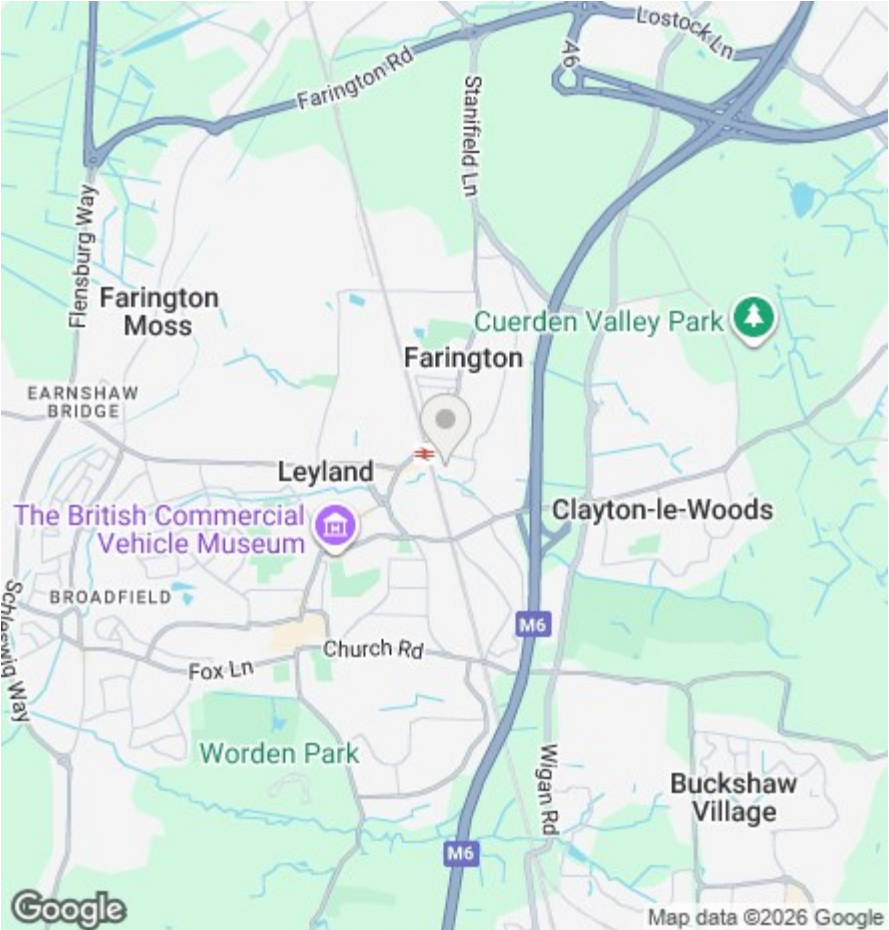 Lostock Ln
A6
Farington Rd
Stanifield Ln
Flensburg Way
Farington
Moss
Cuerden Valley Park
Farington
EARNSHAW
BRIDGE
Leyland
Clayton-le-Woods
The British Commercial
Vehicle Museum
BROADFIELD
Schleswig Way
M6
Church Rd
Fox Ln
Worden Park
Wigan Rd
Buckshaw
Village
M6
Google
Map data ©2026 Google